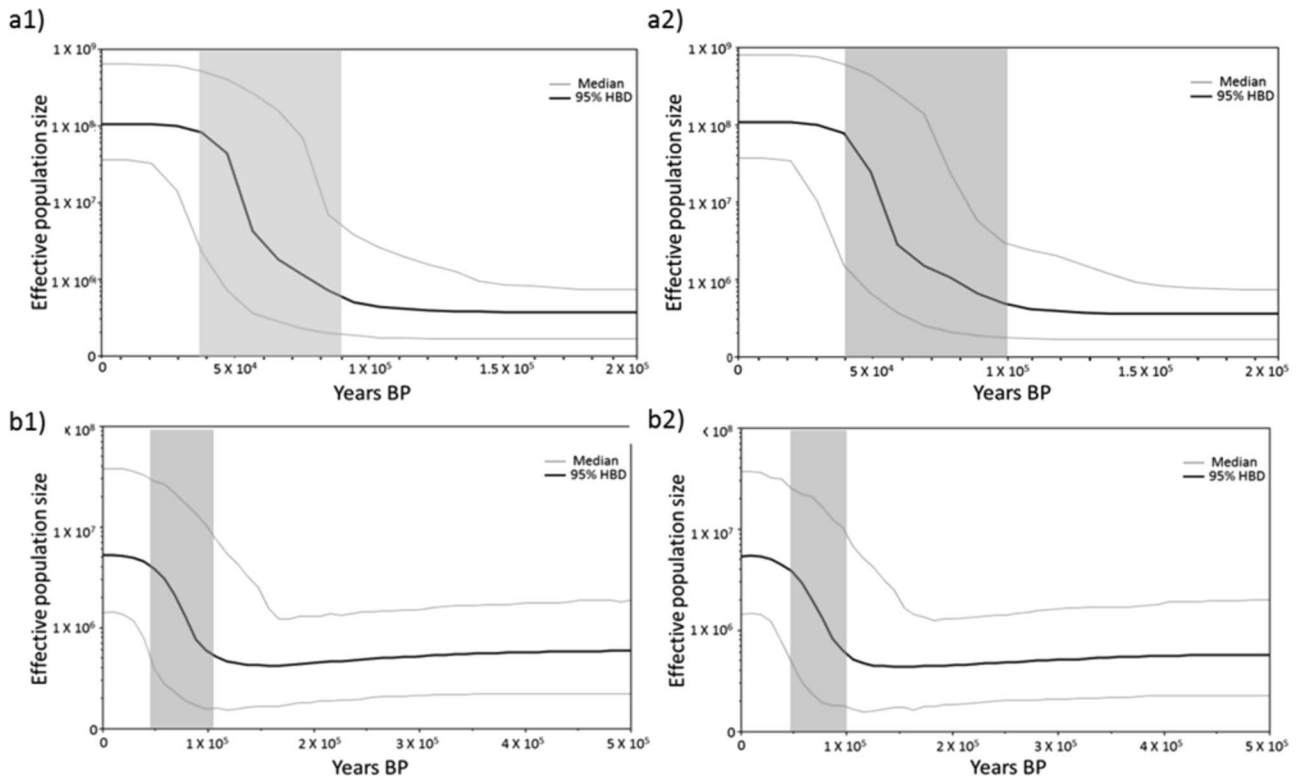 a1)
1 X 10⁹
1 X 10⁸
1 X 10⁷
1 X 10⁶
0
Effective population size
Median
95% HBD
0
5 X 10⁴
1 X 10⁵
1.5 X 10⁵
2 X 10⁵
Years BP
a2)
1 X 10⁹
1 X 10⁸
1 X 10⁷
1 X 10⁶
0
Effective population size
Median
95% HBD
0
5 X 10⁴
1 X 10⁵
1.5 X 10⁵
2 X 10⁵
Years BP
b1)
X 10⁸
1 X 10⁷
1 X 10⁶
0
Effective population size
Median
95% HBD
0
1 X 10⁵
2 X 10⁵
3 X 10⁵
4 X 10⁵
5 X 10⁵
Years BP
b2)
X 10⁸
1 X 10⁷
1 X 10⁶
0
Effective population size
Median
95% HBD
0
1 X 10⁵
2 X 10⁵
3 X 10⁵
4 X 10⁵
5 X 10⁵
Years BP